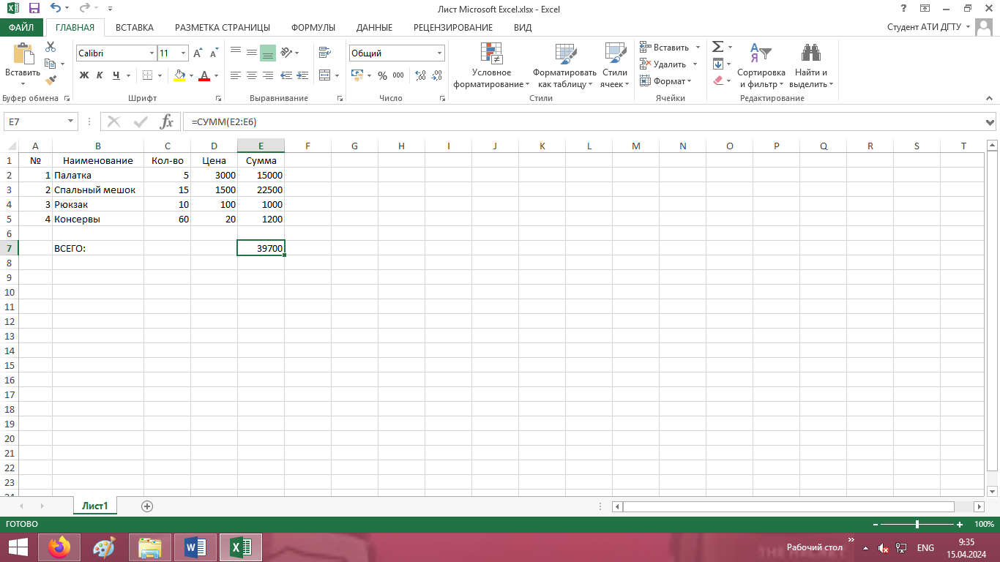 Лист Microsoft Excel.xlsx - Excel
ФАЙЛ ГЛАВНАЯ ВСТАВКА РАЗМЕТКА СТРАНИЦЫ ФОРМУЛЫ ДАННЫЕ РЕЦЕНЗИРОВАНИЕ ВИД Студент АТИ ДГТУ
Вставить
Буфер обмена
Calibri 11
Ж К Ч А
Шрифт
Выравнивание
Общий
% 000
Число
Условное форматирование
Форматировать как таблицу
Стили ячеек
Стили
Вставить
Удалить
Формат
Ячейки
Сортировка и фильтр
Найти и выделить
Редактирование
E7 fx =СУММ(E2:E6)
A B C D E F G H I J K L M N O P Q R S T
1 № Наименование Кол-во Цена Сумма
2 1 Палатка 5 3000 15000
3 2 Спальный мешок 15 1500 22500
4 3 Рюкзак 10 100 1000
5 4 Консервы 60 20 1200
6
7 ВСЕГО: 39700
8
9
10
11
12
13
14
15
16
17
18
19
20
21
22
23
24
Лист1
ГОТОВО 100%
Рабочий стол ENG 9:35
15.04.2024